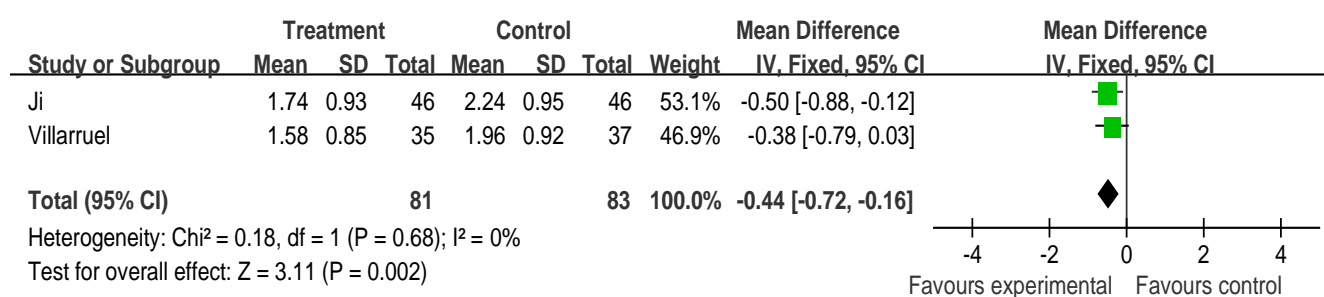 Treatment Control Mean Difference Mean Difference
Study or Subgroup Mean SD Total Mean SD Total Weight IV, Fixed, 95% CI IV, Fixed, 95% CI
Ji 1.74 0.93 46 2.24 0.95 46 53.1% -0.50 [-0.88, -0.12]
Villarruel 1.58 0.85 35 1.96 0.92 37 46.9% -0.38 [-0.79, 0.03]
Total (95% CI) 81 83 100.0% -0.44 [-0.72, -0.16]
Heterogeneity: Chi² = 0.18, df = 1 (P = 0.68); I² = 0%
Test for overall effect: Z = 3.11 (P = 0.002)
-4 -2 0 2 4
Favours experimental Favours control